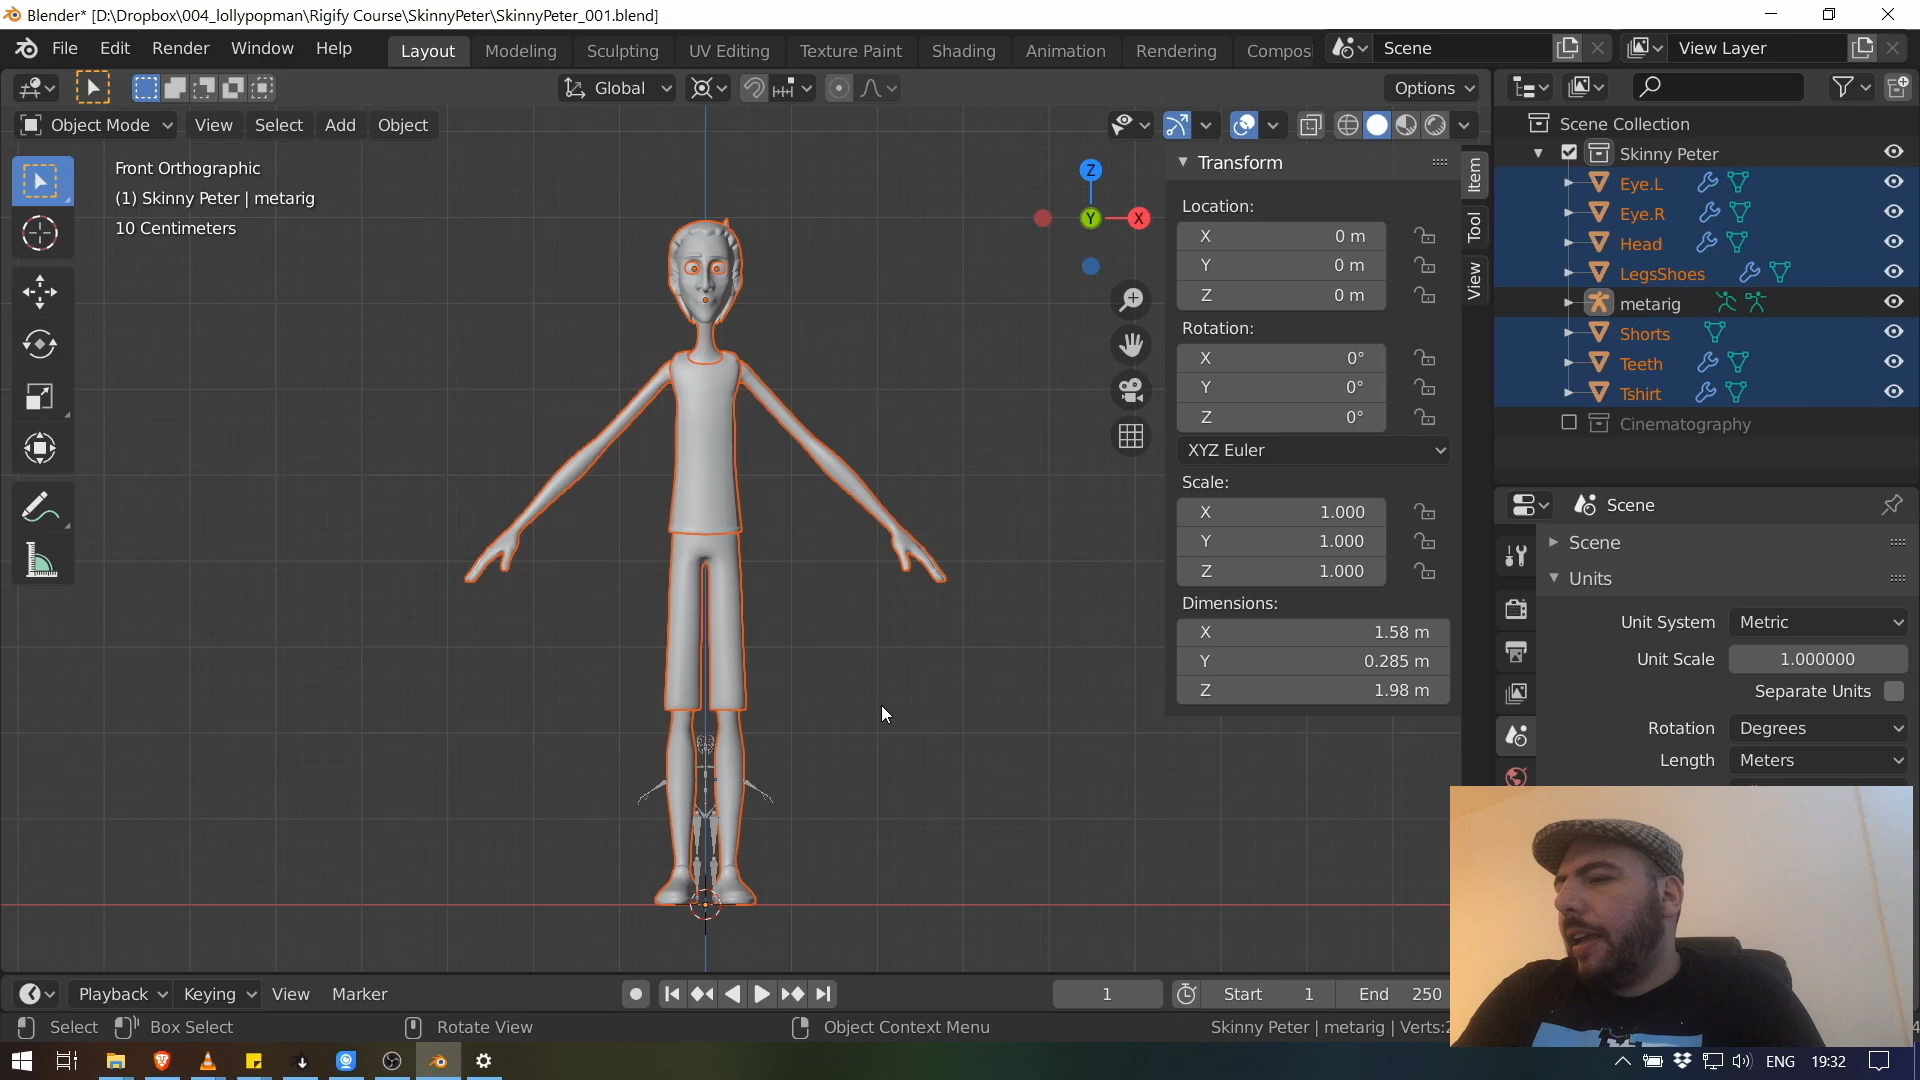 Blender* [D:\Dropbox\004_lollypopman\Rigify Course\SkinnyPeter\SkinnyPeter_001.blend]
File Edit Render Window Help
Layout Modeling Sculpting UV Editing Texture Paint Shading Animation Rendering Compos
Scene
View Layer
Global
Options
Object Mode View Select Add Object
Front Orthographic
(1) Skinny Peter | metarig
10 Centimeters
Z
Y
X
Transform
Location:
X 0 m
Y 0 m
Z 0 m
Rotation:
X 0°
Y 0°
Z 0°
XYZ Euler
Scale:
X 1.000
Y 1.000
Z 1.000
Dimensions:
X 1.58 m
Y 0.285 m
Z 1.98 m
Item
Tool
View
Scene Collection
Skinny Peter
Eye.L
Eye.R
Head
LegsShoes
metarig
Shorts
Teeth
Tshirt
Cinematography
Scene
Scene
Units
Unit System Metric
Unit Scale 1.000000
Separate Units
Rotation Degrees
Length Meters
Playback Keying View Marker
1
Start 1
End 250
Select Box Select
Rotate View
Object Context Menu
Skinny Peter | metarig | Verts:2
ENG 19:32